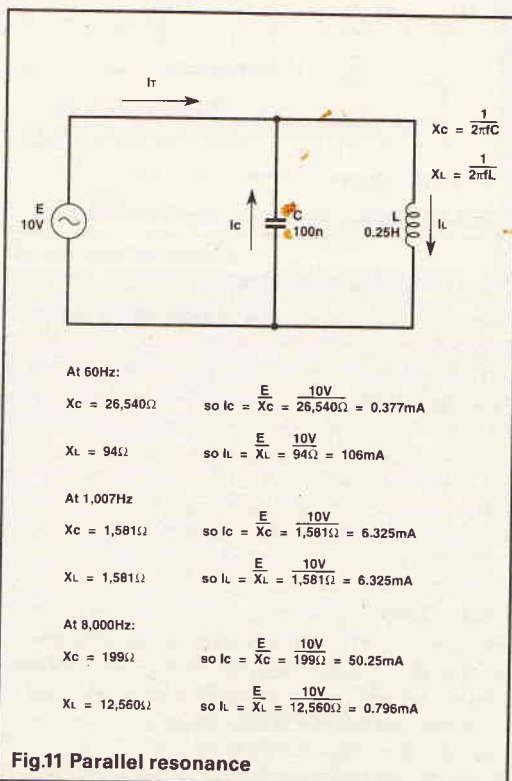 IT
XC = 1/2πfC
XL = 1/2πfL
E
10V
IC
C
100n
L
0.25H
IL
At 60Hz:
XC = 26,540Ω so IC = E/XC = 10V/26,540Ω = 0.377mA
XL = 94Ω so IL = E/XL = 10V/94Ω = 106mA
At 1,007Hz
XC = 1,581Ω so IC = E/XC = 10V/1,581Ω = 6.325mA
XL = 1,581Ω so IL = E/XL = 10V/1,581Ω = 6.325mA
At 8,000Hz:
XC = 199Ω so IC = E/XC = 10V/199Ω = 50.25mA
XL = 12,560Ω so IL = E/XL = 10V/12,560Ω = 0.796mA
Fig.11 Parallel resonance